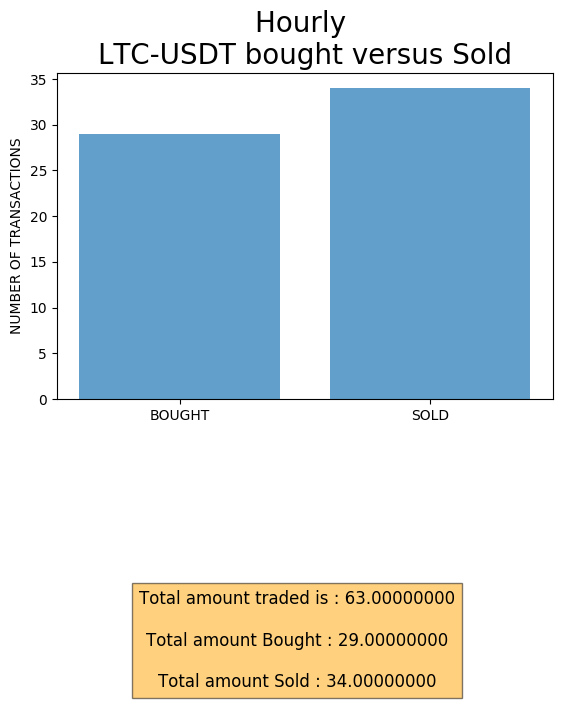 Hourly
LTC-USDT bought versus Sold
NUMBER OF TRANSACTIONS
35
30
25
20
15
10
5
0
BOUGHT
SOLD
Total amount traded is : 63.00000000
Total amount Bought : 29.00000000
Total amount Sold : 34.00000000